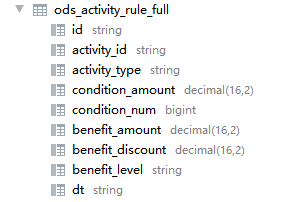 ods_activity_rule_full
id string
activity_id string
activity_type string
condition_amount decimal(16,2)
condition_num bigint
benefit_amount decimal(16,2)
benefit_discount decimal(16,2)
benefit_level string
dt string